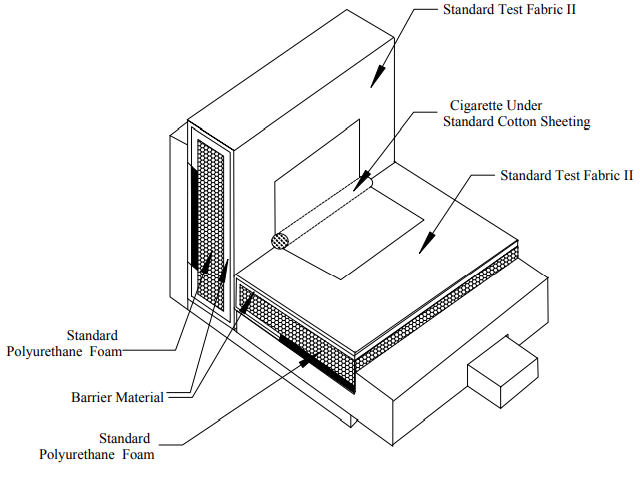 Standard Test Fabric II
Cigarette Under
Standard Cotton Sheeting
Standard Test Fabric II
Standard
Polyurethane Foam
Barrier Material
Standard
Polyurethane Foam